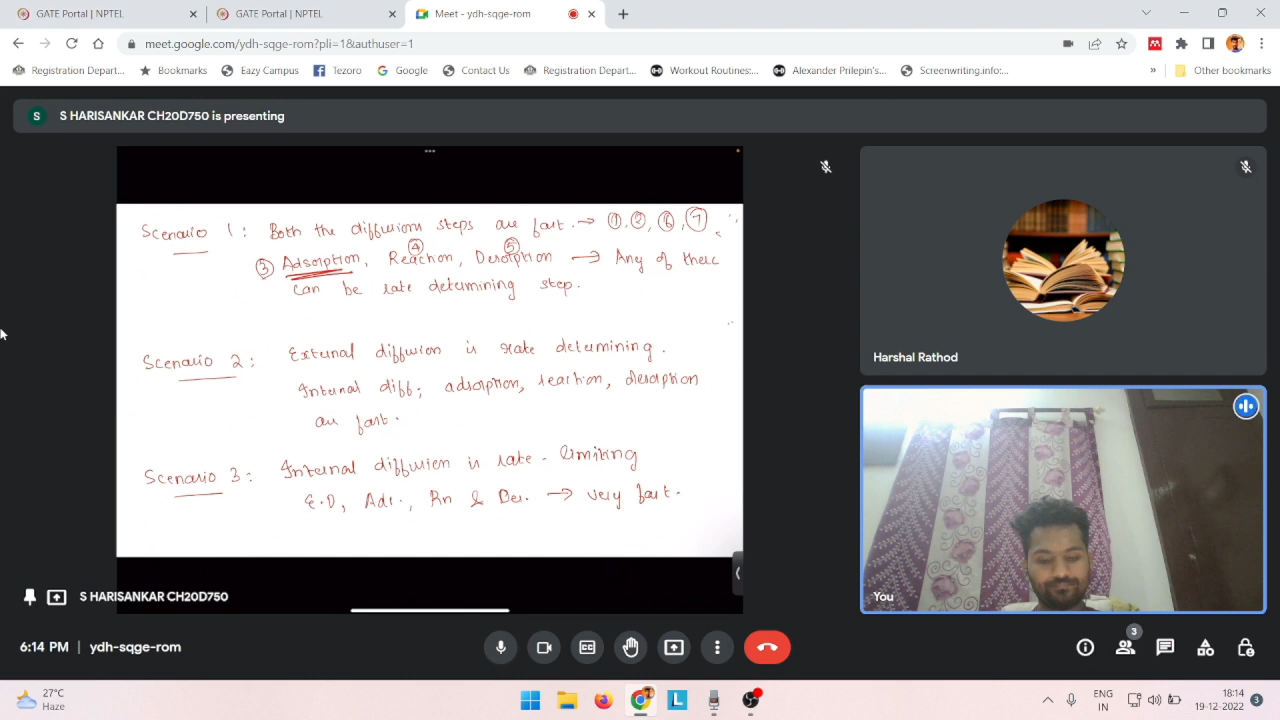 GATE Portal | NPTEL
GATE Portal | NPTEL
Meet - ydh-sqge-rom
meet.google.com/ydh-sqge-rom?pli=1&authuser=1
Registration Depart...
Bookmarks
Eazy Campus
Tezoro
Google
Contact Us
Registration Depart...
Workout Routines:...
Alexander Prilepin's...
Screenwriting.info:...
»
Other bookmarks
S
S HARISANKAR CH20D750 is presenting
Scenario 1: Both the diffusions steps are fast. → ①, ②, ⑥, ⑦
④ ⑤
③ Adsorption, Reaction, Desorption → Any of these
can be rate determining step.
Scenario 2: External diffusion is rate determining.
Internal diff; adsorption, reaction, desorption
are fast.
Scenario 3: Internal diffusion is rate-limiting
E.D, Ads., Rn & Des. → very fast.
Harshal Rathod
You
S HARISANKAR CH20D750
6:14 PM | ydh-sqge-rom
3
27°C
Haze
L
ENG
IN
18:14
19-12-2022
3